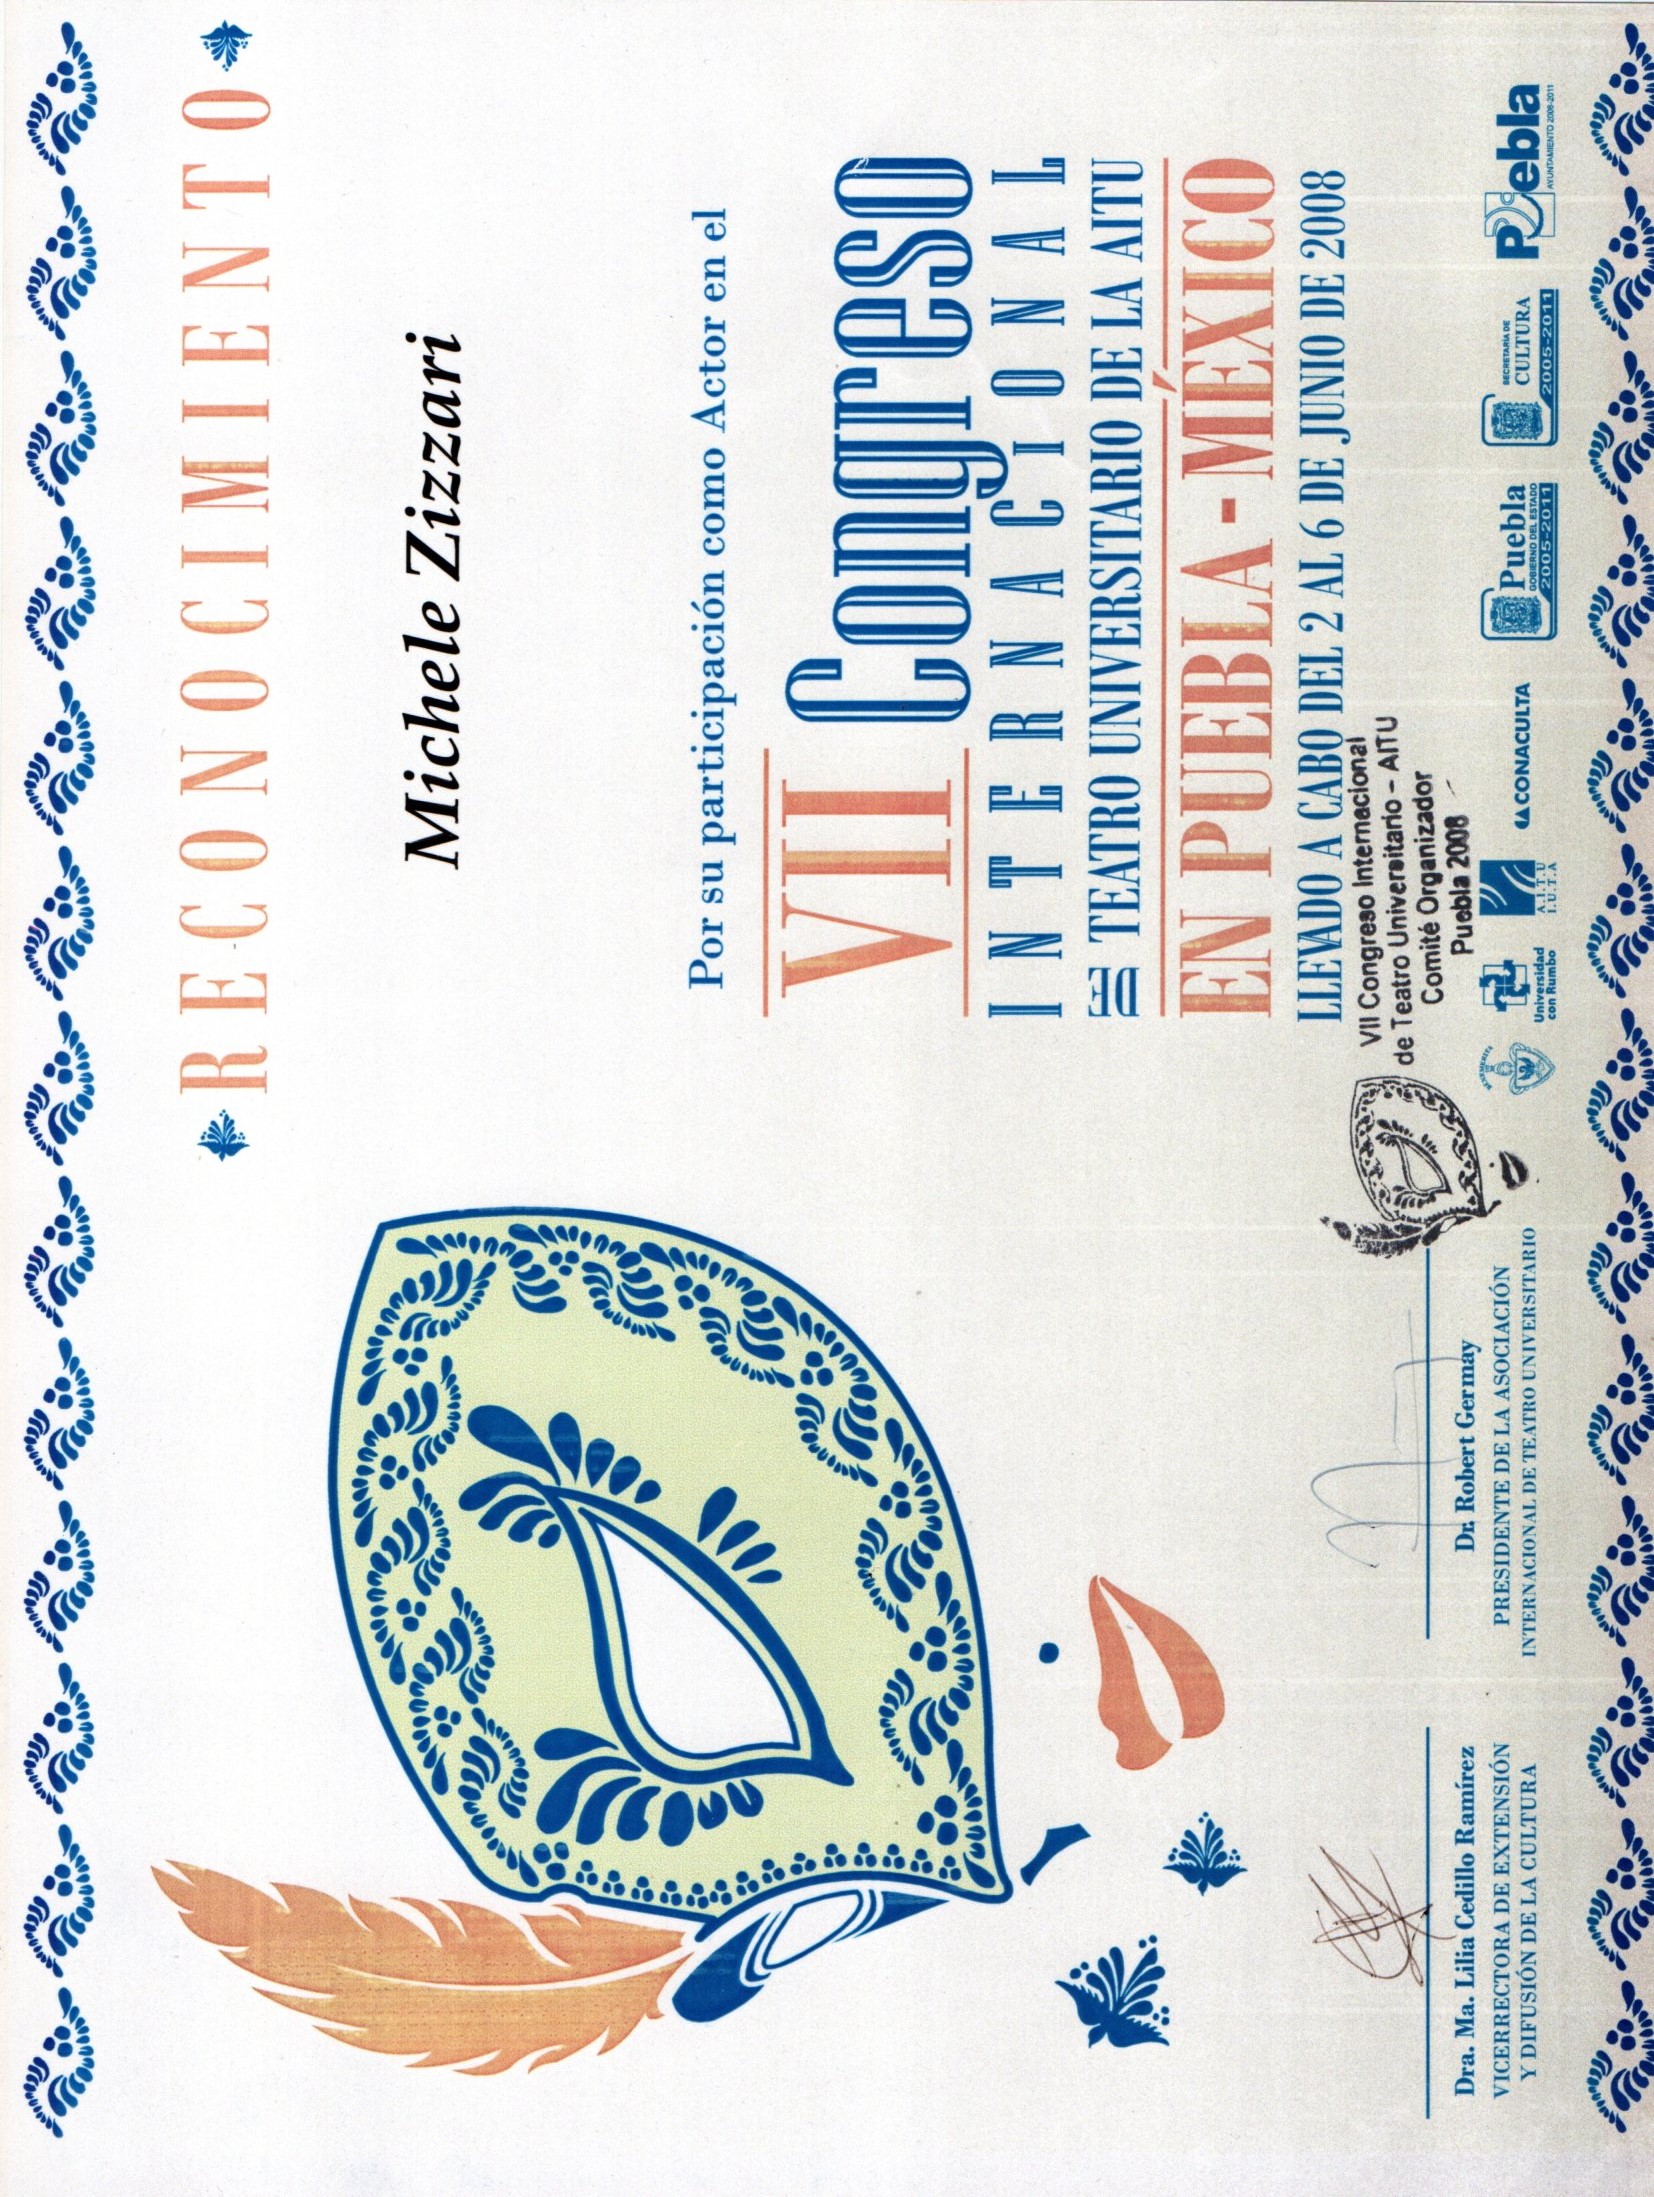 RECONOCIMIENTO
Michele Zizzari
Por su participación como Actor en el
VII Congreso
INTERNACIONAL
DE TEATRO UNIVERSITARIO DE LA AITU
EN PUEBLA - MÉXICO
LLEVADO A CABO DEL 2 AL 6 DE JUNIO DE 2008
VII Congreso Internacional
de Teatro Universitario - AITU
Comité Organizador
Puebla 2008
Dra. Ma. Lilia Cedillo Ramírez
VICERRECTORA DE EXTENSIÓN
Y DIFUSIÓN DE LA CULTURA
Dr. Robert Germay
PRESIDENTE DE LA ASOCIACIÓN
INTERNACIONAL DE TEATRO UNIVERSITARIO
Universidad
con Rumbo
A.I.T.U
I.U.T.A
CONACULTA
Puebla
GOBIERNO DEL ESTADO
2005-2011
SECRETARÍA DE
CULTURA
2005-2011
Puebla
AYUNTAMIENTO 2008-2011